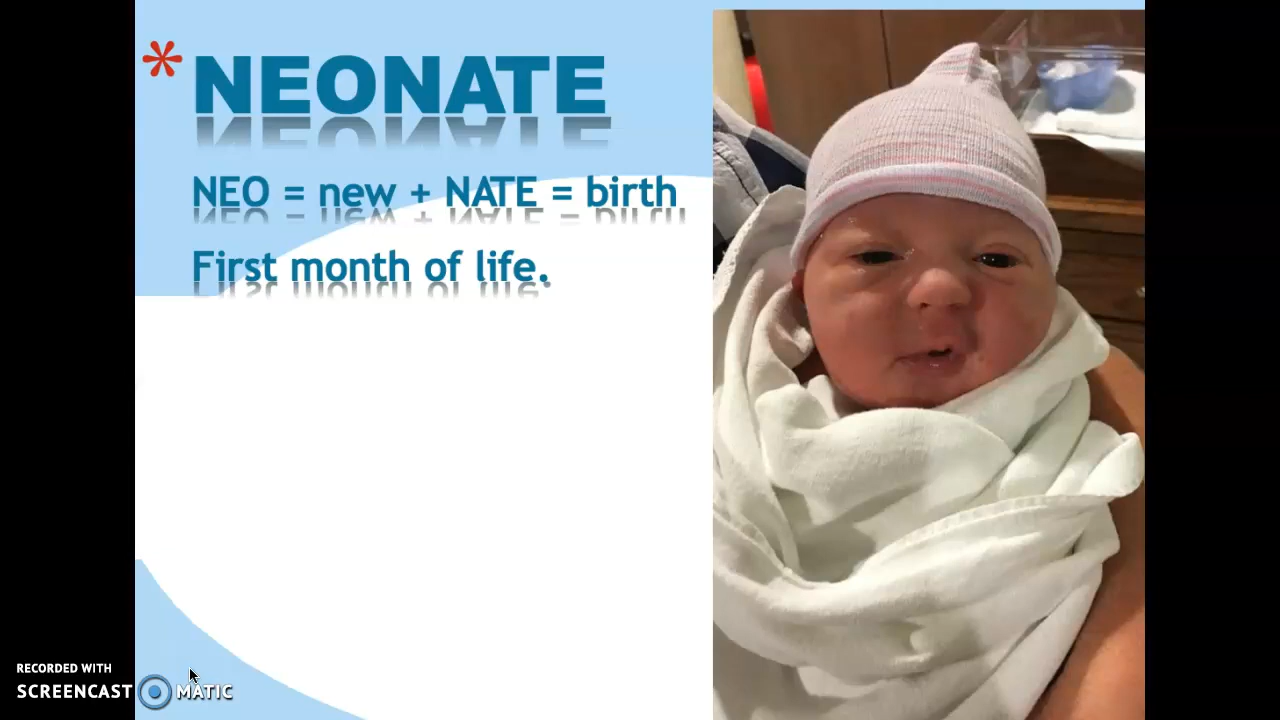 * NEONATE
NEO = new + NATE = birth
First month of life.
RECORDED WITH
SCREENCAST MATIC